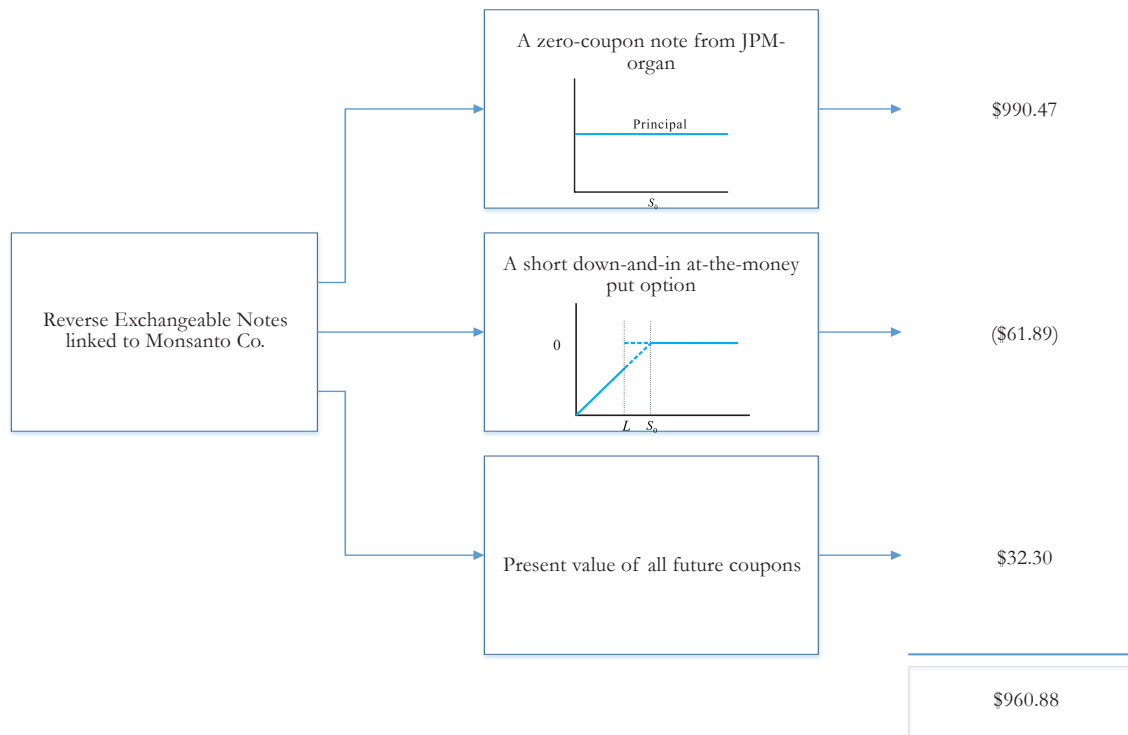 A zero-coupon note from JPM-
organ
Principal
S₀
$990.47
Reverse Exchangeable Notes
linked to Monsanto Co.
A short down-and-in at-the-money
put option
0
L S₀
($61.89)
Present value of all future coupons
$32.30
$960.88